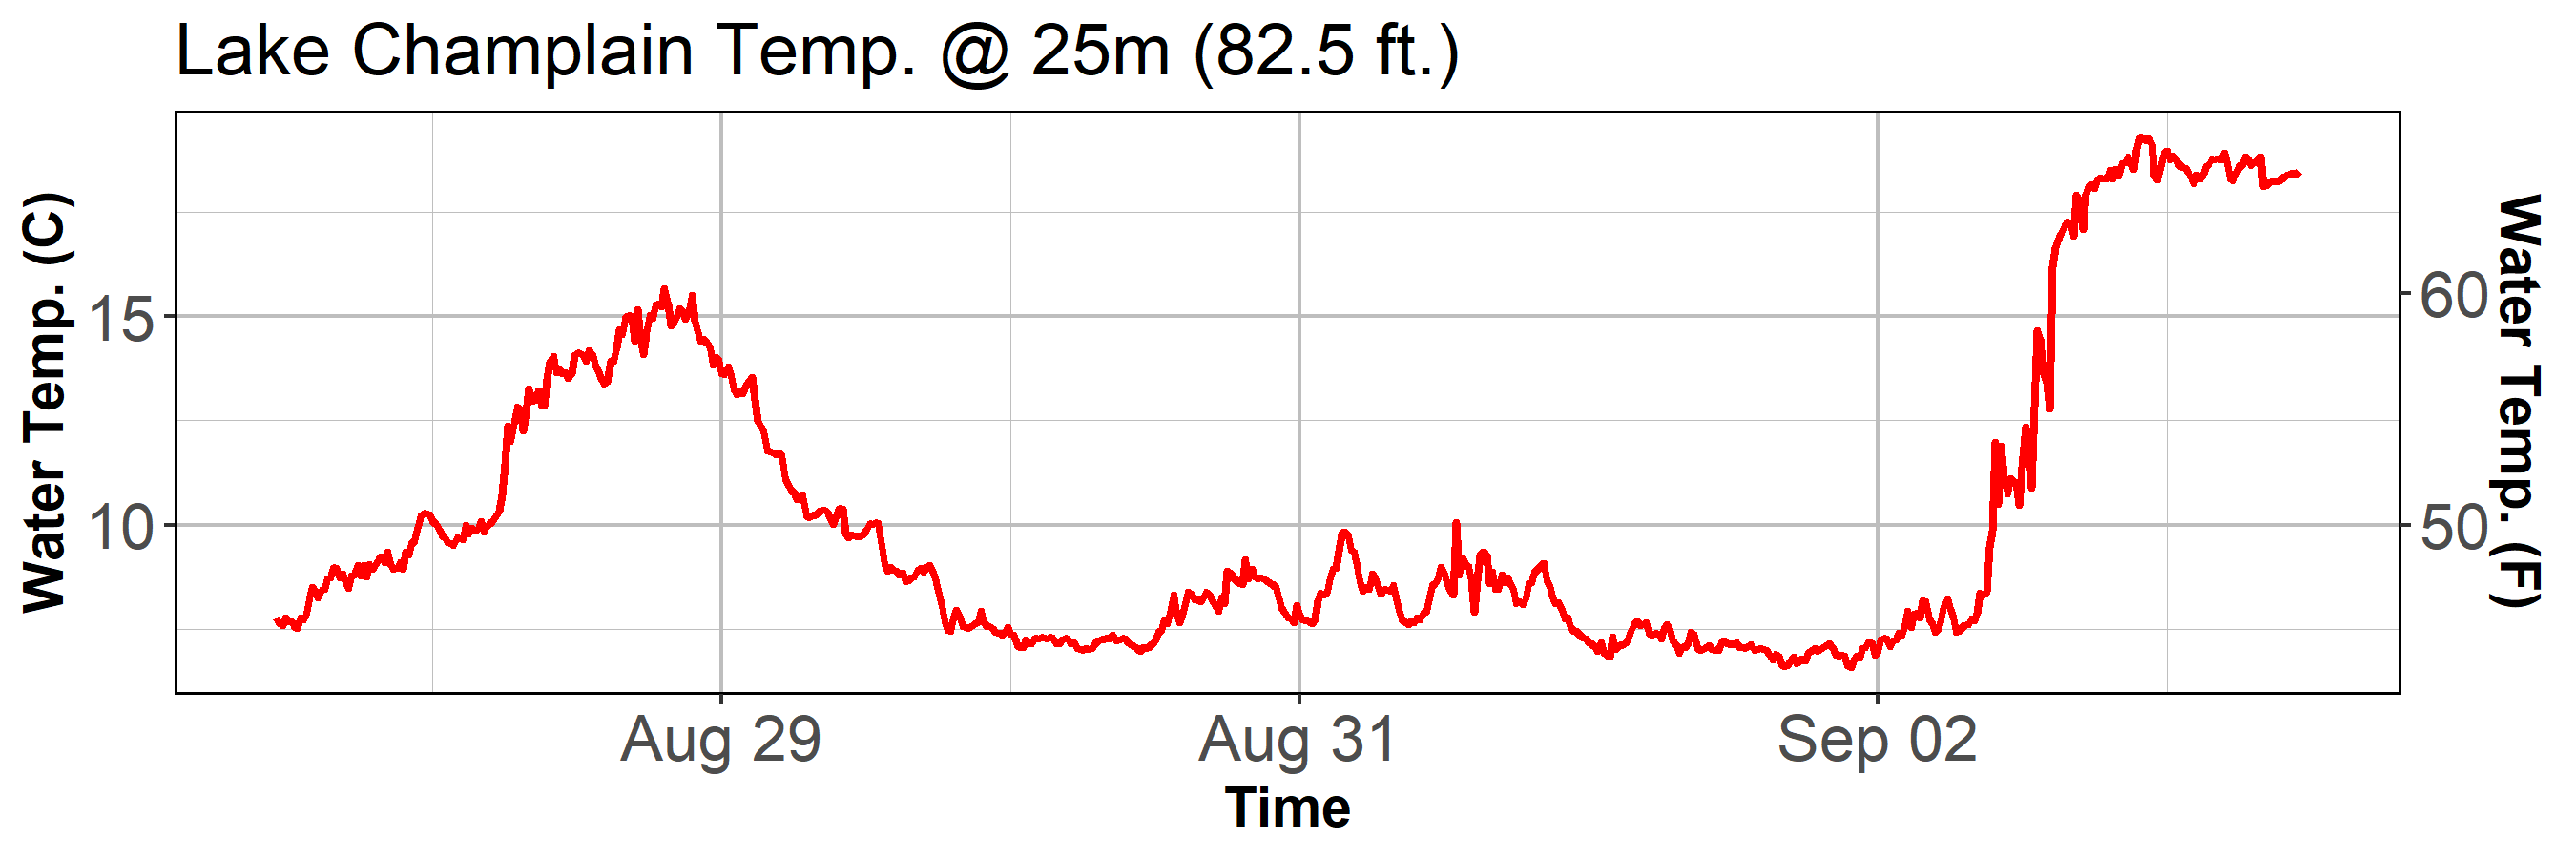 Lake Champlain Temp. @ 25m (82.5 ft.)
Water Temp. (C)
15
10
60
50
Water Temp. (F)
Aug 29
Aug 31
Sep 02
Time